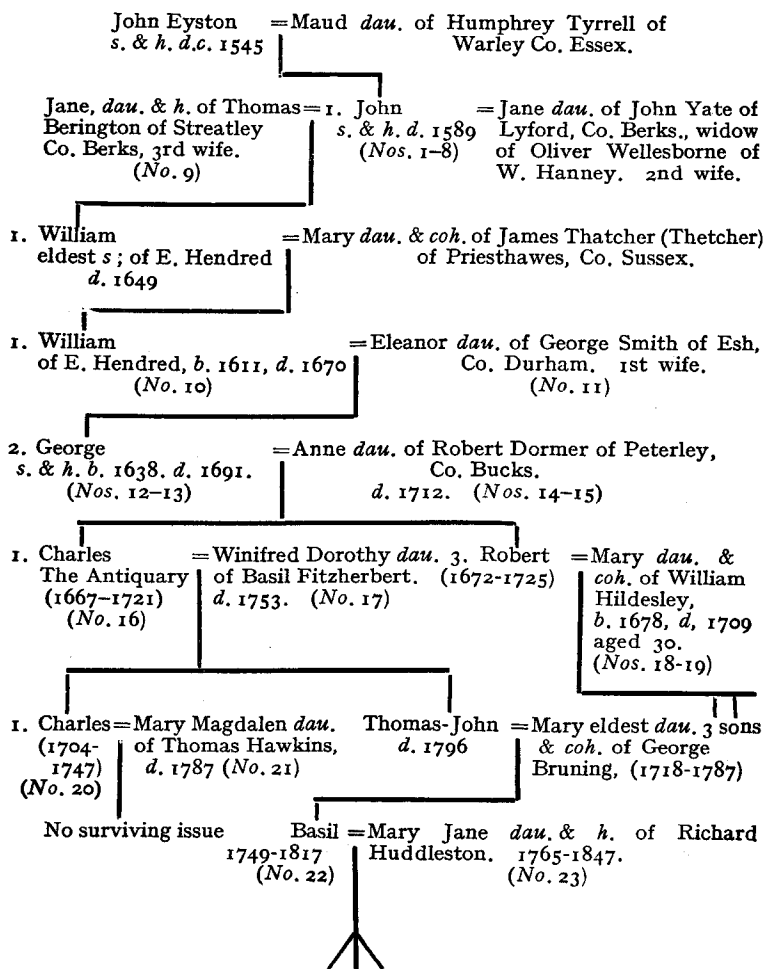 John Eyston =Maud dau. of Humphrey Tyrrell of
s. & h. d.c. 1545 Warley Co. Essex.
Jane, dau. & h. of Thomas=1. John =Jane dau. of John Yate of
Berington of Streatley s. & h. d. 1589 Lyford, Co. Berks., widow
Co. Berks, 3rd wife. (Nos. 1-8) of Oliver Wellesborne of
(No. 9) W. Hanney. 2nd wife.
1. William =Mary dau. & coh. of James Thatcher (Thetcher)
eldest s ; of E. Hendred of Priesthawes, Co. Sussex.
d. 1649
1. William =Eleanor dau. of George Smith of Esh,
of E. Hendred, b. 1611, d. 1670 Co. Durham. 1st wife.
(No. 10) (No. 11)
2. George =Anne dau. of Robert Dormer of Peterley,
s. & h. b. 1638. d. 1691. Co. Bucks.
(Nos. 12-13) d. 1712. (Nos. 14-15)
1. Charles =Winifred Dorothy dau. 3. Robert =Mary dau. &
The Antiquary of Basil Fitzherbert. (1672-1725) coh. of William
(1667-1721) d. 1753. (No. 17) Hildesley,
(No. 16) b. 1678, d, 1709
aged 30.
(Nos. 18-19)
1. Charles=Mary Magdalen dau. Thomas-John =Mary eldest dau. 3 sons
(1704- of Thomas Hawkins, d. 1796 & coh. of George
1747) d. 1787 (No. 21) Bruning, (1718-1787)
(No. 20)
No surviving issue Basil =Mary Jane dau. & h. of Richard
1749-1817 Huddleston. 1765-1847.
(No. 22) (No. 23)